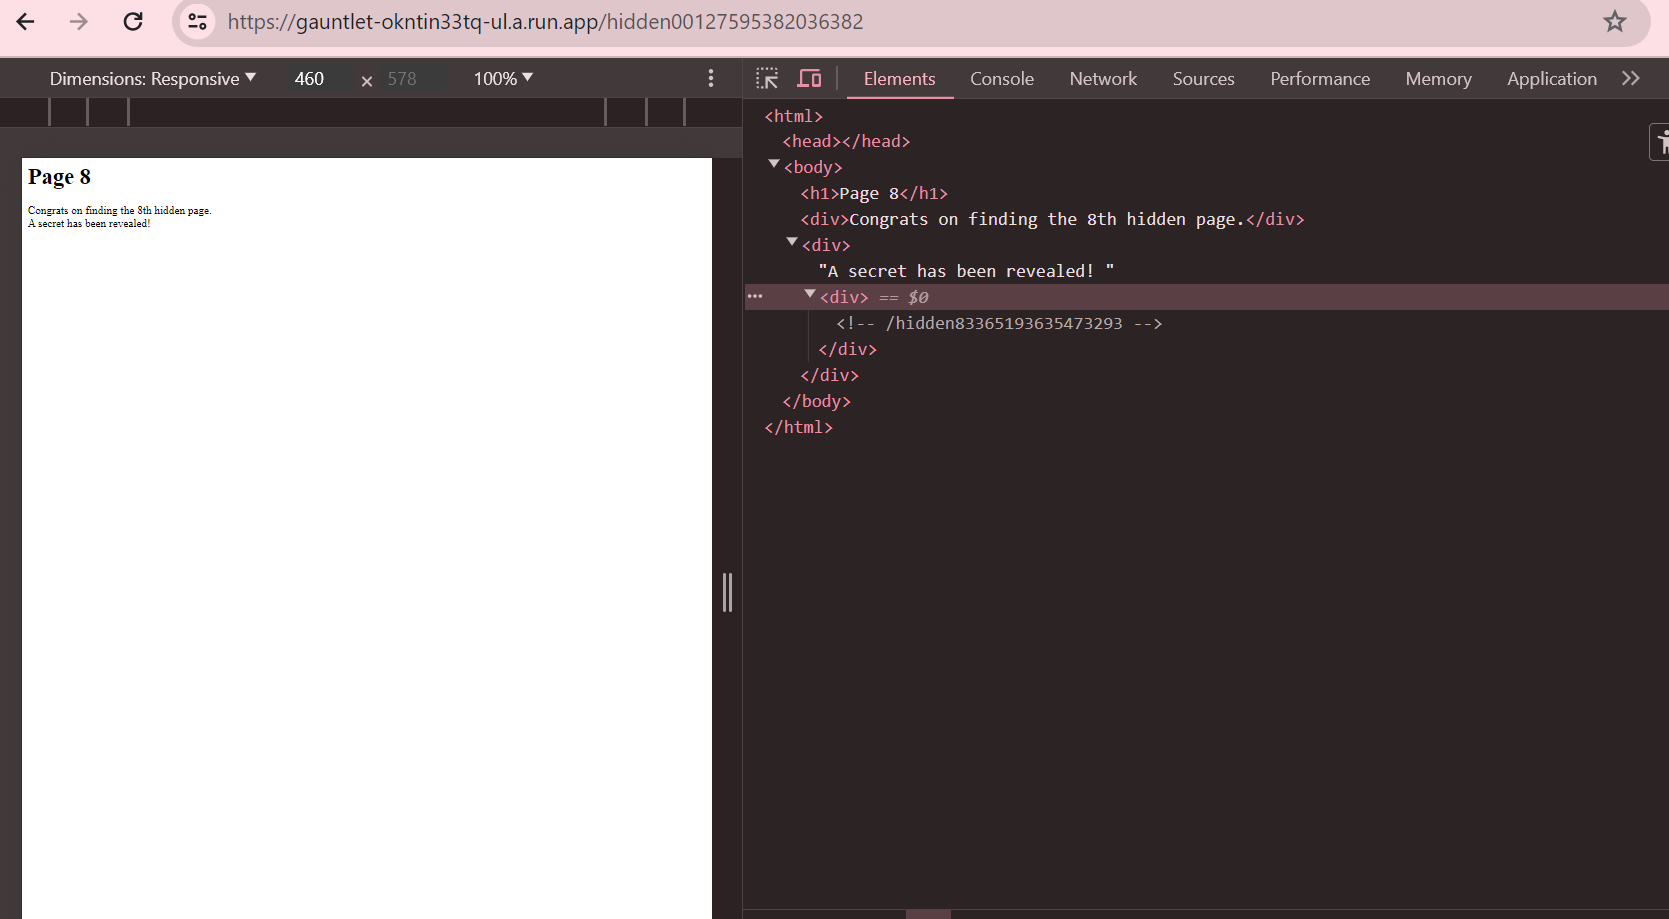 https://gauntlet-okntin33tq-ul.a.run.app/hidden00127595382036382
Dimensions: Responsive 460 × 578 100%
Elements Console Network Sources Performance Memory Application
Page 8
Congrats on finding the 8th hidden page.
A secret has been revealed!
<html>
<head></head>
<body>
<h1>Page 8</h1>
<div>Congrats on finding the 8th hidden page.</div>
<div>
"A secret has been revealed! "
<div> == $0
<!-- /hidden83365193635473293 -->
</div>
</div>
</body>
</html>